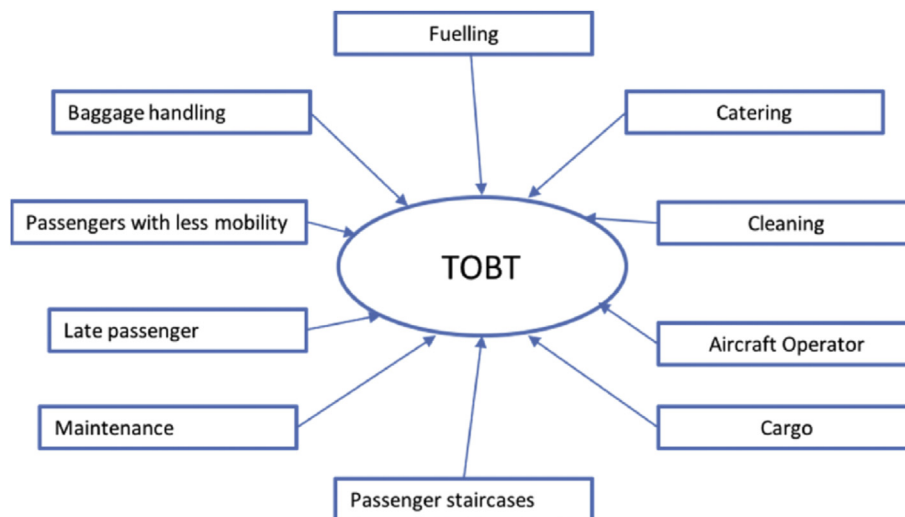 Fuelling
Baggage handling
Catering
Passengers with less mobility
Cleaning
TOBT
Late passenger
Aircraft Operator
Maintenance
Cargo
Passenger staircases